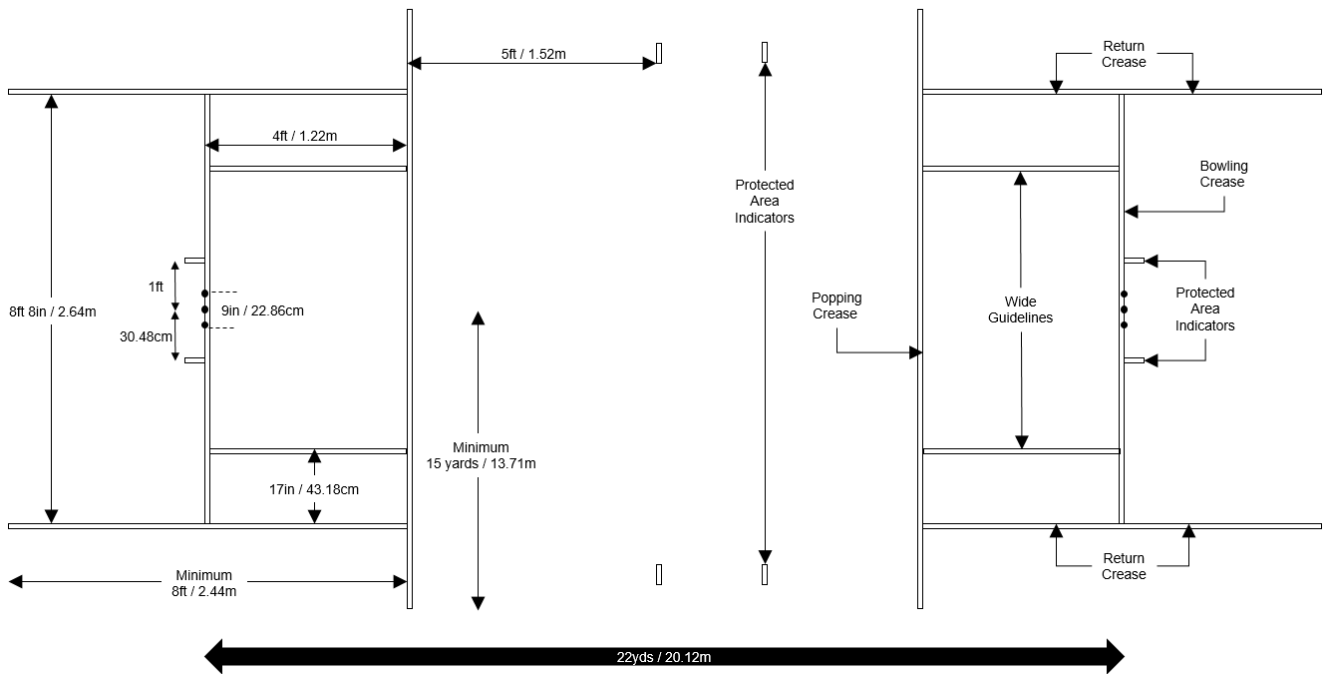 5ft / 1.52m
Return
Crease
4ft / 1.22m
Protected
Area
Indicators
Bowling
Crease
1ft
8ft 8in / 2.64m
9in / 22.86cm
30.48cm
Popping
Crease
Wide
Guidelines
Protected
Area
Indicators
Minimum
15 yards / 13.71m
17in / 43.18cm
Minimum
8ft / 2.44m
Return
Crease
22yds / 20.12m